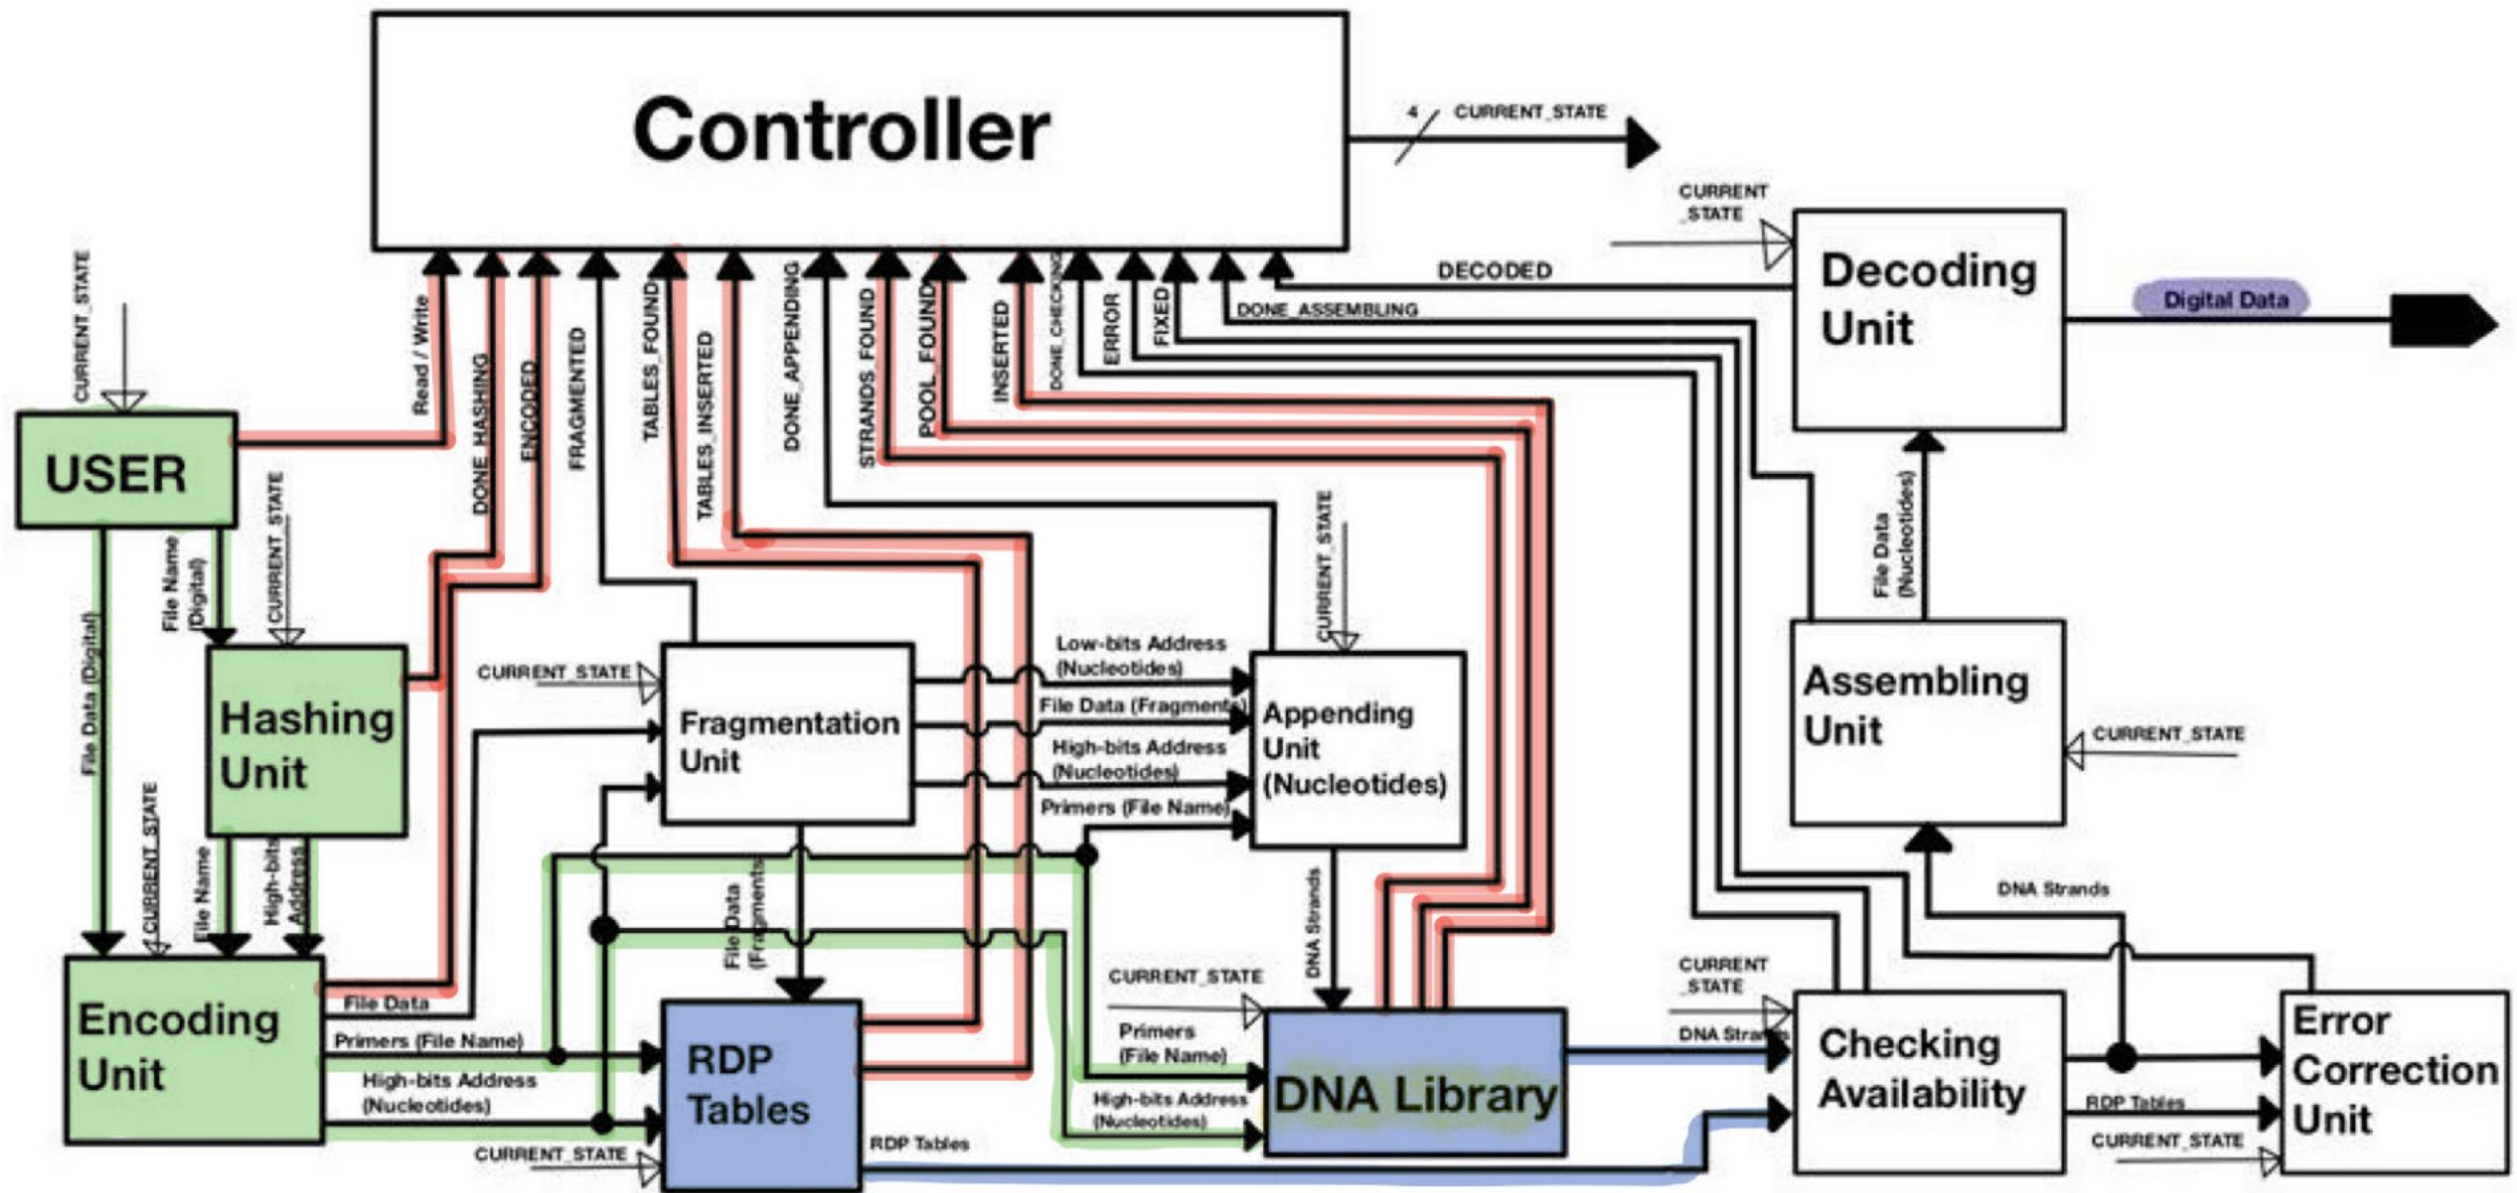 Controller
4
CURRENT_STATE
CURRENT
_STATE
Decoding
Unit
Digital Data
DECODED
DONE_ASSEMBLING
CURRENT_STATE
Read / Write
DONE_HASHING
ENCODED
FRAGMENTED
TABLES_FOUND
TABLES_INSERTED
DONE_APPENDING
STRANDS_FOUND
POOL_FOUND
INSERTED
DONE_CHECKING
ERROR
FIXED
USER
CURRENT_STATE
File Name
(Digital)
File Data (Digital)
CURRENT_STATE
File Data
(Nucleotides)
Hashing
Unit
CURRENT_STATE
Fragmentation
Unit
Low-bits Address
(Nucleotides)
File Data (Fragments)
High-bits Address
(Nucleotides)
Primers (File Name)
Appending
Unit
(Nucleotides)
Assembling
Unit
CURRENT_STATE
CURRENT_STATE
File Name
High-bits
Address
File Data
(Fragments)
DNA Strands
DNA Strands
Encoding
Unit
File Data
Primers (File Name)
High-bits Address
(Nucleotides)
CURRENT_STATE
RDP
Tables
RDP Tables
CURRENT_STATE
Primers
(File Name)
High-bits Address
(Nucleotides)
DNA Library
CURRENT
_STATE
DNA Strands
Checking
Availability
RDP Tables
CURRENT_STATE
Error
Correction
Unit